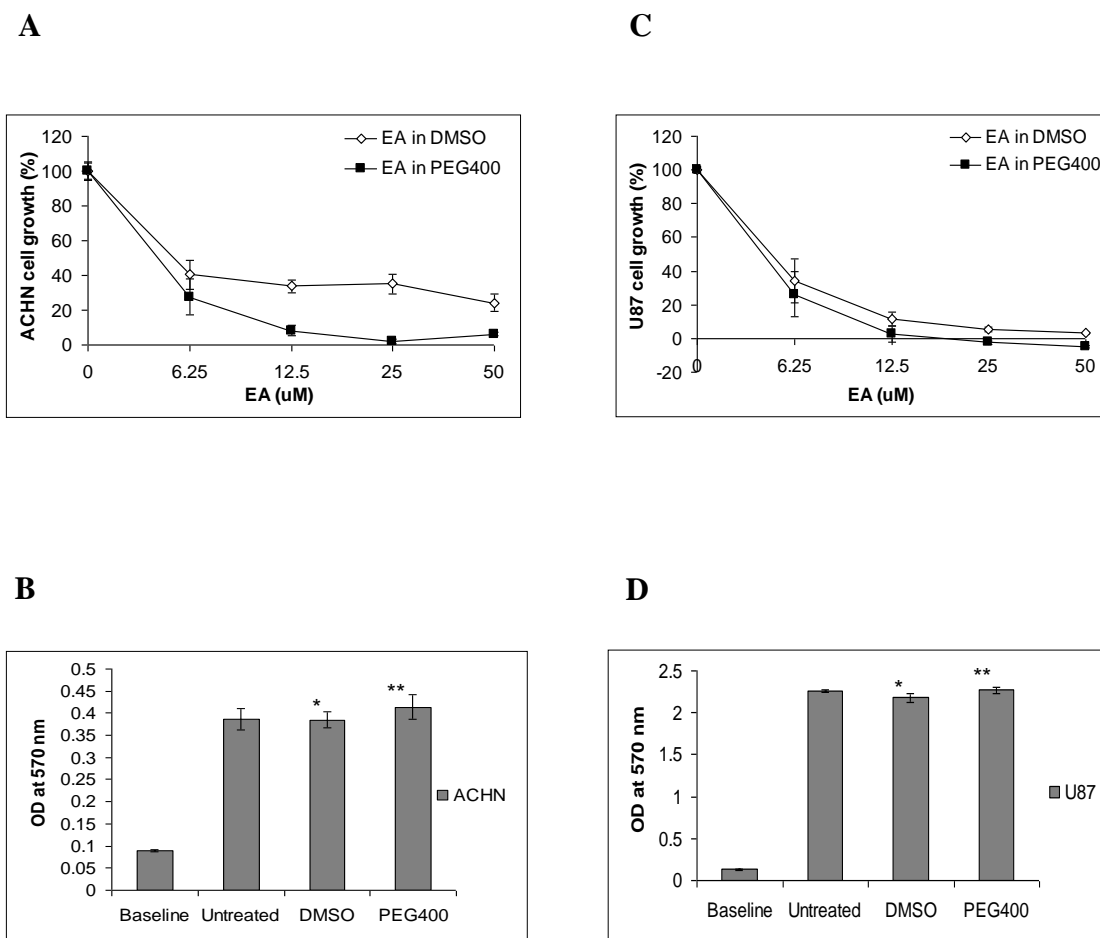 A
120
100
80
60
40
20
0
ACHN cell growth (%)
EA in DMSO
EA in PEG400
0 6.25 12.5 25 50
EA (uM)
C
120
100
80
60
40
20
0
-20
U87 cell growth (%)
EA in DMSO
EA in PEG400
0 6.25 12.5 25 50
EA (uM)
B
0.5
0.45
0.4
0.35
0.3
0.25
0.2
0.15
0.1
0.05
0
OD at 570 nm
* **
ACHN
Baseline Untreated DMSO PEG400
D
2.5
2
1.5
1
0.5
0
OD at 570 nm
* **
U87
Baseline Untreated DMSO PEG400